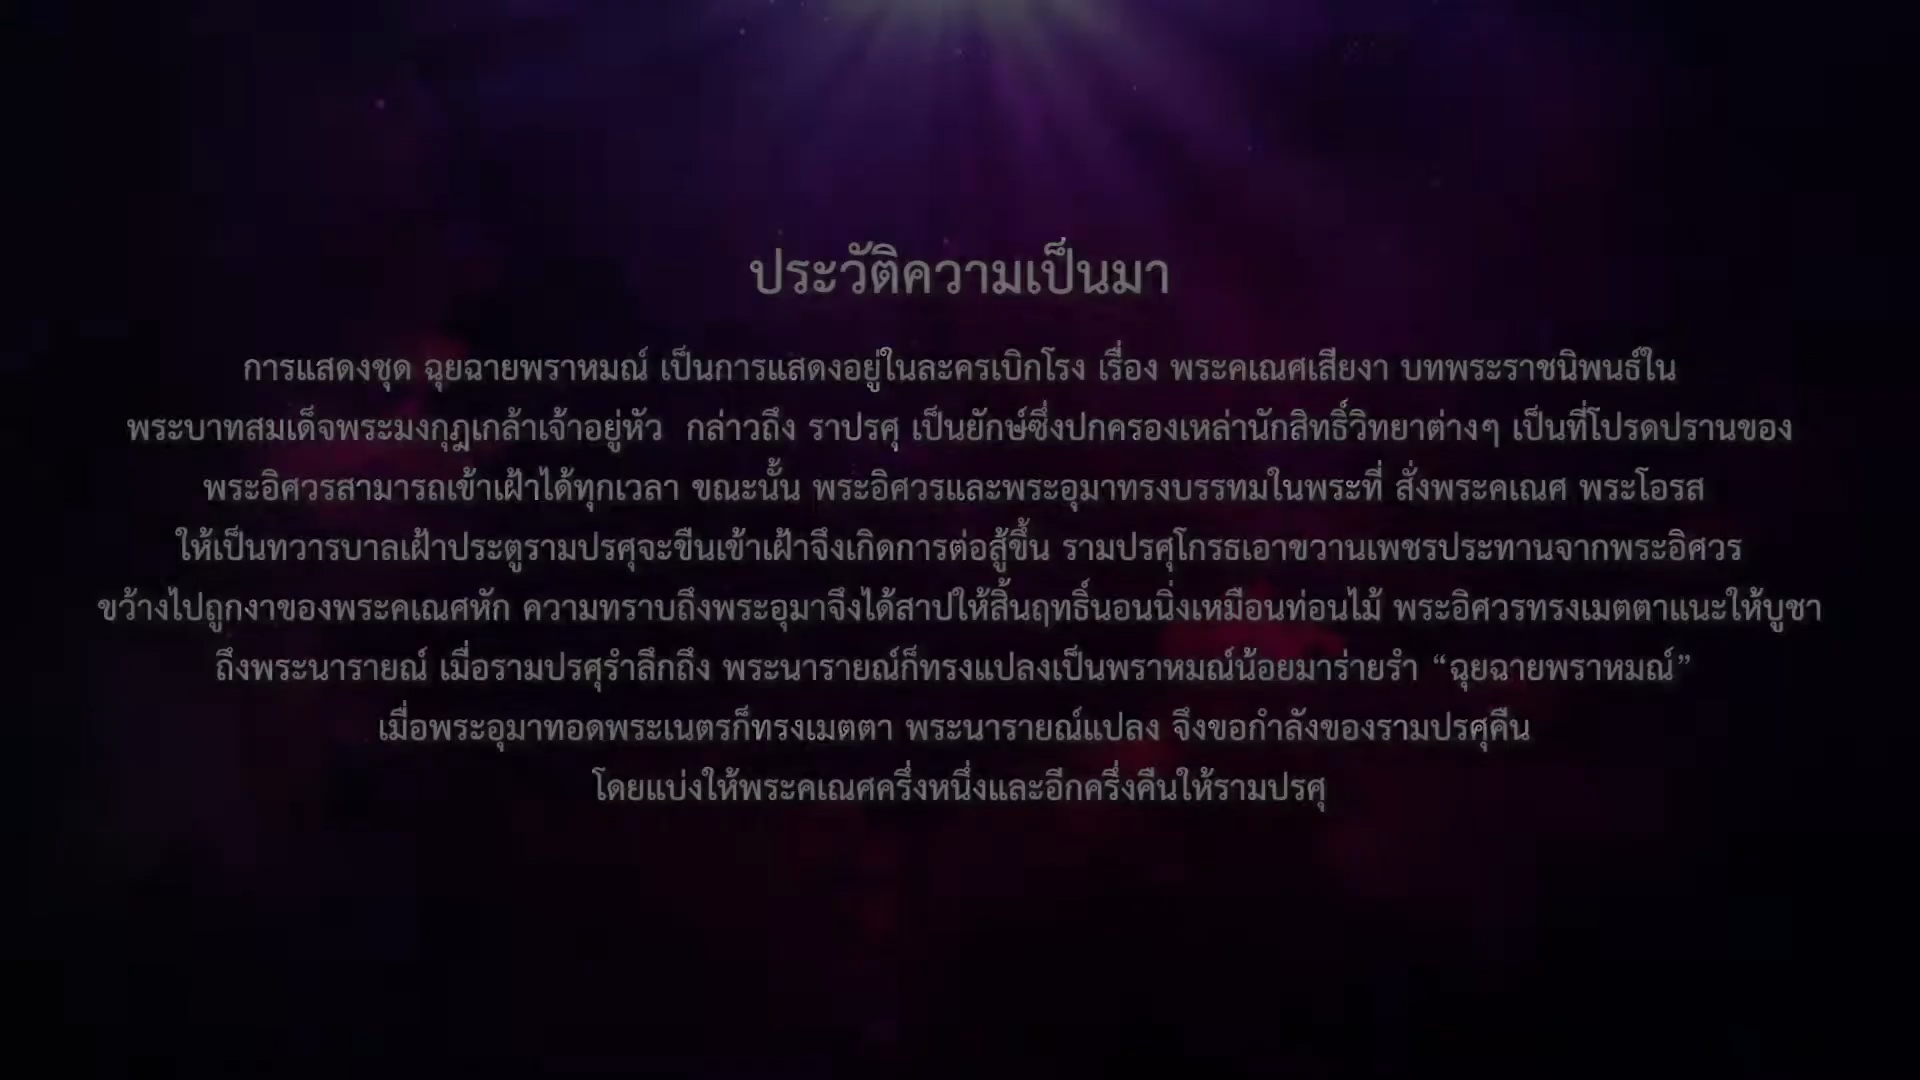 ประวัติความเป็นมา
การแสดงชุด ฉุยฉายพราหมณ์ เป็นการแสดงอยู่ในละครเบิกโรง เรื่อง พระคเณศเสียงา บทพระราชนิพนธ์ใน
พระบาทสมเด็จพระมงกุฎเกล้าเจ้าอยู่หัว กล่าวถึง ราปรศุ เป็นยักษ์ซึ่งปกครองเหล่านักสิทธิ์วิทยาต่างๆ เป็นที่โปรดปรานของ
พระอิศวรสามารถเข้าเฝ้าได้ทุกเวลา ขณะนั้น พระอิศวรและพระอุมาทรงบรรทมในพระที่ สั่งพระคเณศ พระโอรส
ให้เป็นทวารบาลเฝ้าประตูรามปรศุจะขืนเข้าเฝ้าจึงเกิดการต่อสู้ขึ้น รามปรศุโกรธเอาขวานเพชรประทานจากพระอิศวร
ขว้างไปถูกงาของพระคเณศหัก ความทราบถึงพระอุมาจึงได้สาปให้สิ้นฤทธิ์นอนนิ่งเหมือนท่อนไม้ พระอิศวรทรงเมตตาแนะให้บูชา
ถึงพระนารายณ์ เมื่อรามปรศุรำลึกถึง พระนารายณ์ก็ทรงแปลงเป็นพราหมณ์น้อยมาร่ายรำ “ฉุยฉายพราหมณ์”
เมื่อพระอุมาทอดพระเนตรก็ทรงเมตตา พระนารายณ์แปลง จึงขอกำลังของรามปรศุคืน
โดยแบ่งให้พระคเณศครึ่งหนึ่งและอีกครึ่งคืนให้รามปรศุ